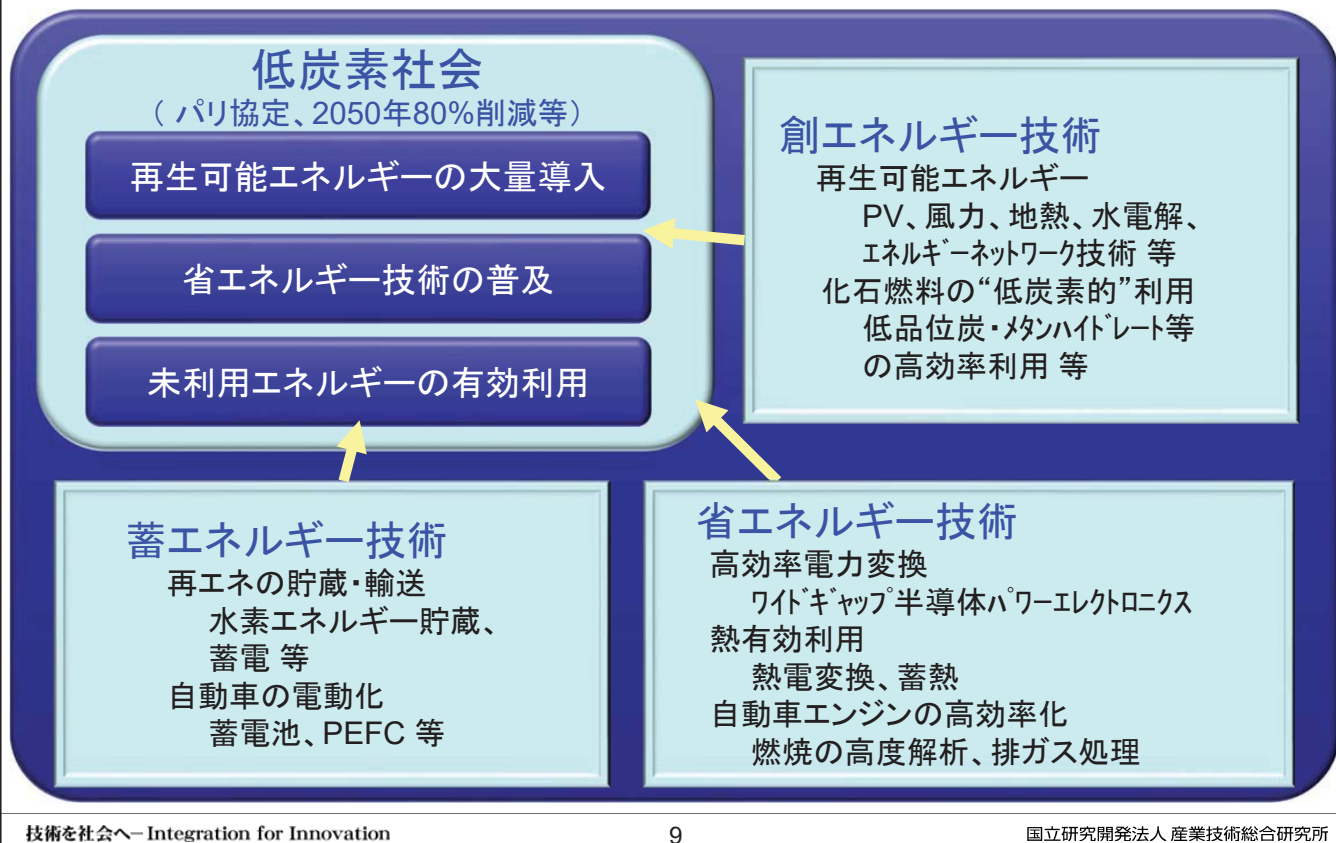 低炭素社会
（ パリ協定、2050年80%削減等）
再生可能エネルギーの大量導入
省エネルギー技術の普及
未利用エネルギーの有効利用
創エネルギー技術
再生可能エネルギー
PV、風力、地熱、水電解、
ｴﾈﾙｷﾞｰﾈｯﾄﾜｰｸ技術 等
化石燃料の“低炭素的”利用
低品位炭・ﾒﾀﾝﾊｲﾄﾞﾚｰﾄ等
の高効率利用 等
蓄エネルギー技術
再エネの貯蔵・輸送
水素エネルギー貯蔵、
蓄電 等
自動車の電動化
蓄電池、PEFC 等
省エネルギー技術
高効率電力変換
ﾜｲﾄﾞｷﾞｬｯﾌﾟ半導体ﾊﾟﾜｰｴﾚｸﾄﾛﾆｸｽ
熱有効利用
熱電変換、蓄熱
自動車エンジンの高効率化
燃焼の高度解析、排ガス処理
技術を社会へ－Integration for Innovation
9
国立研究開発法人 産業技術総合研究所